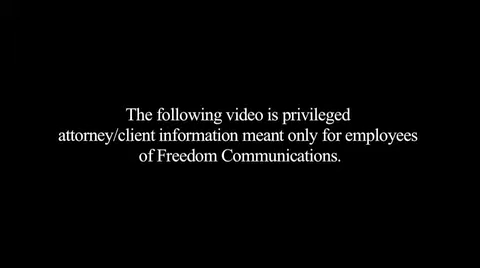 The following video is privileged
attorney/client information meant only for employees
of Freedom Communications.